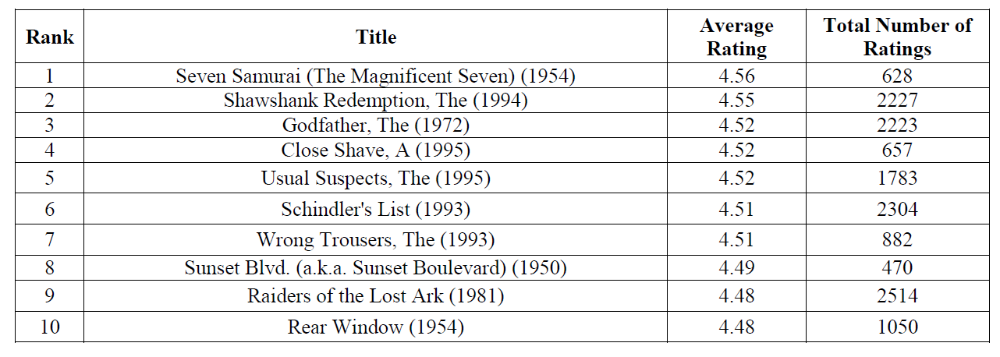 Rank Title Average Rating Total Number of Ratings
1 Seven Samurai (The Magnificent Seven) (1954) 4.56 628
2 Shawshank Redemption, The (1994) 4.55 2227
3 Godfather, The (1972) 4.52 2223
4 Close Shave, A (1995) 4.52 657
5 Usual Suspects, The (1995) 4.52 1783
6 Schindler's List (1993) 4.51 2304
7 Wrong Trousers, The (1993) 4.51 882
8 Sunset Blvd. (a.k.a. Sunset Boulevard) (1950) 4.49 470
9 Raiders of the Lost Ark (1981) 4.48 2514
10 Rear Window (1954) 4.48 1050